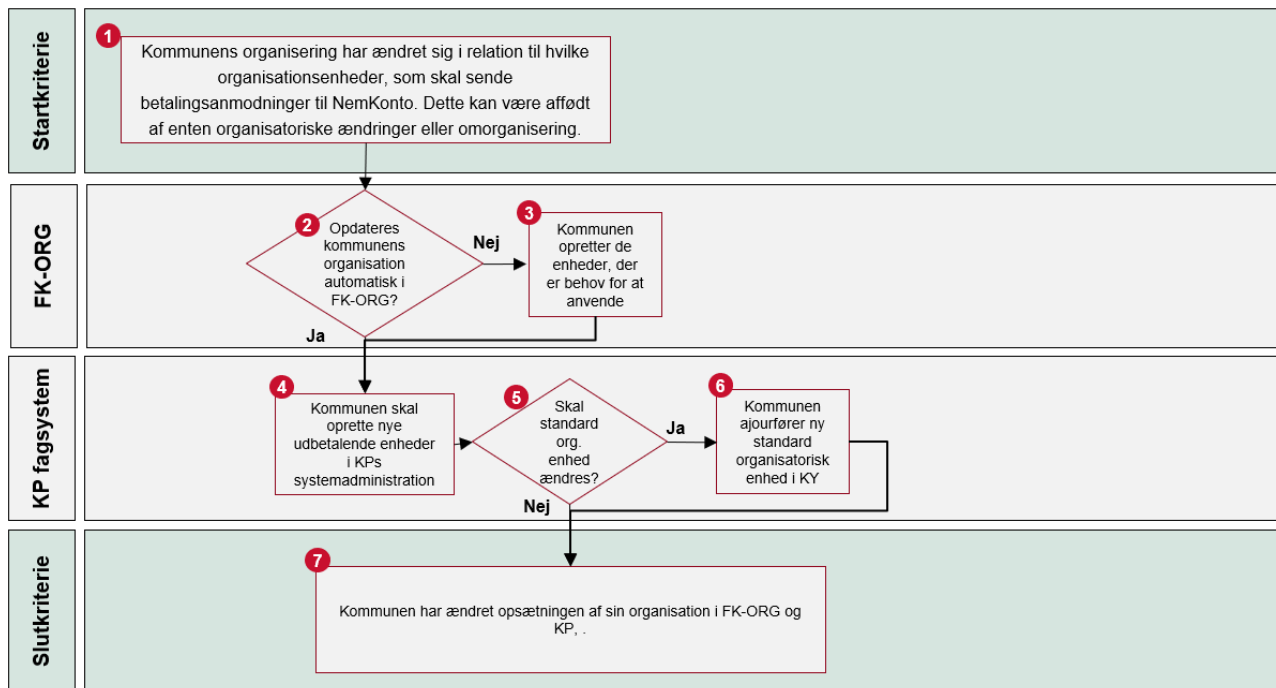 Startkriterie
1
Kommunens organisering har ændret sig i relation til hvilke
organisationsenheder, som skal sende
betalingsanmodninger til NemKonto. Dette kan være affødt
af enten organisatoriske ændringer eller omorganisering.
FK-ORG
2
Opdateres
kommunens
organisation
automatisk i
FK-ORG?
Nej
Ja
3
Kommunen
opretter de
enheder, der
er behov for at
anvende
KP fagsystem
4
Kommunen skal
oprette nye
udbetalende enheder
i KPs
systemadministration
5
Skal
standard
org.
enhed
ændres?
Ja
Nej
6
Kommunen
ajourfører ny
standard
organisatorisk
enhed i KY
Slutkriterie
7
Kommunen har ændret opsætningen af sin organisation i FK-ORG og
KP, .